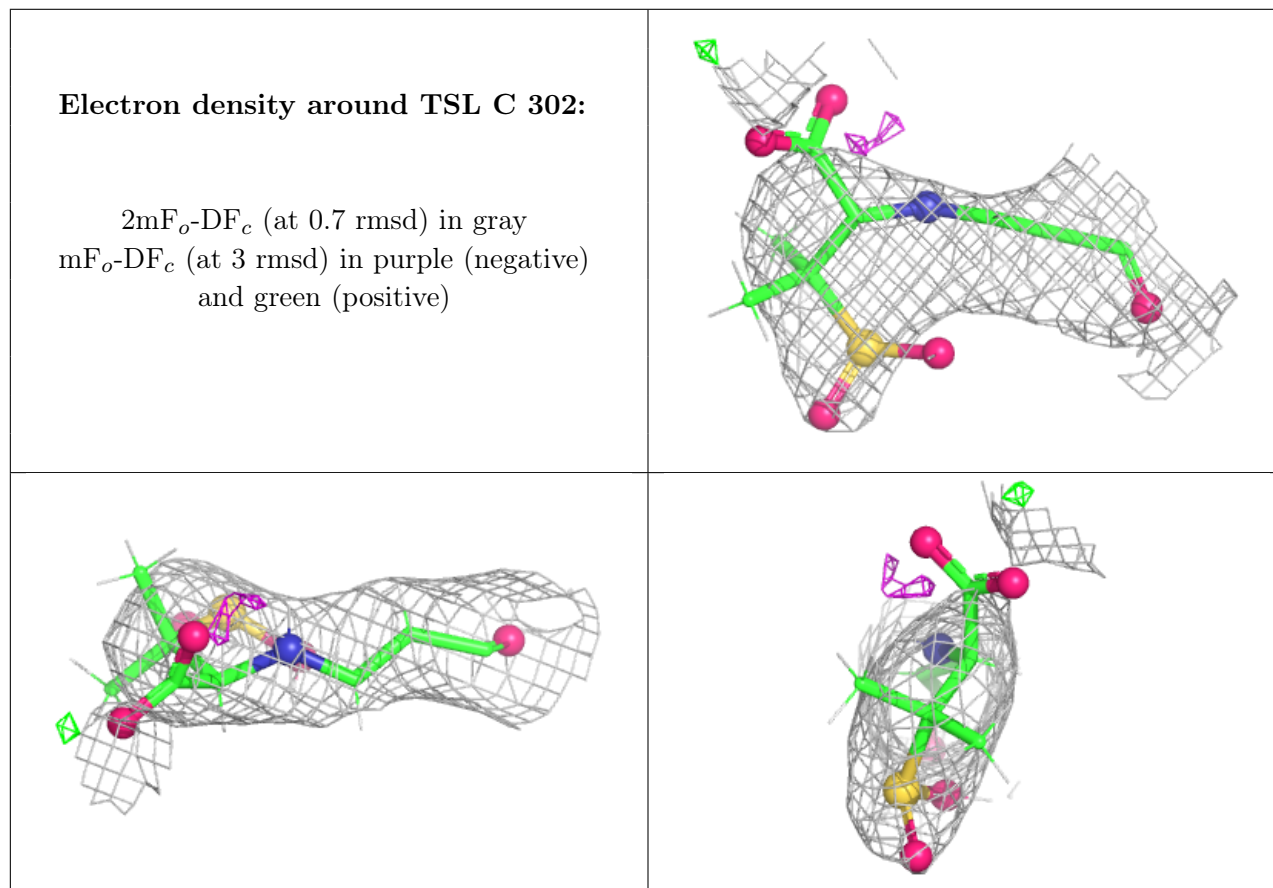 Electron density around TSL C 302:
2mFₒ-DF𝒸 (at 0.7 rmsd) in gray
mFₒ-DF𝒸 (at 3 rmsd) in purple (negative)
and green (positive)